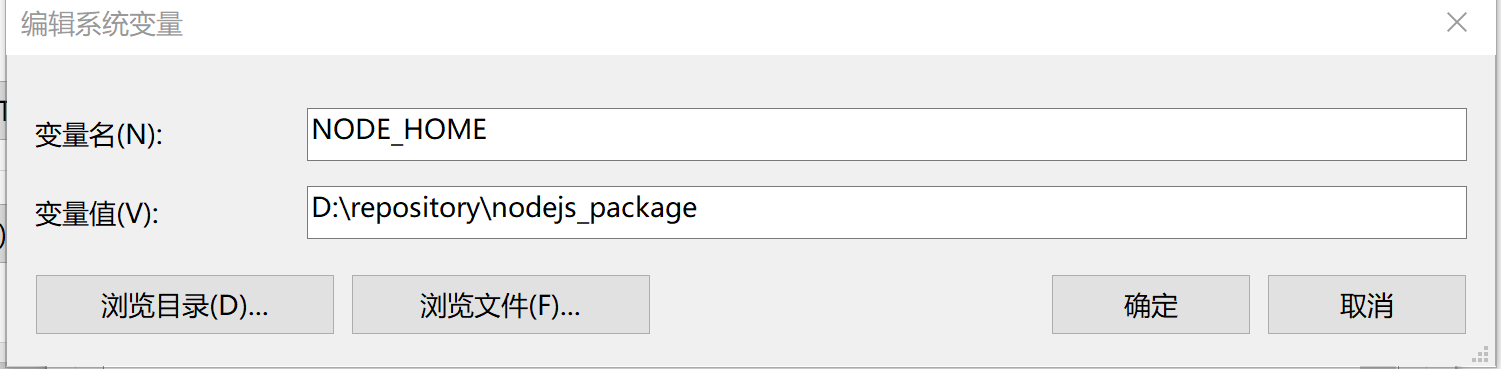 编辑系统变量
变量名(N):
NODE_HOME
变量值(V):
D:\repository\nodejs_package
浏览目录(D)...
浏览文件(F)...
确定
取消